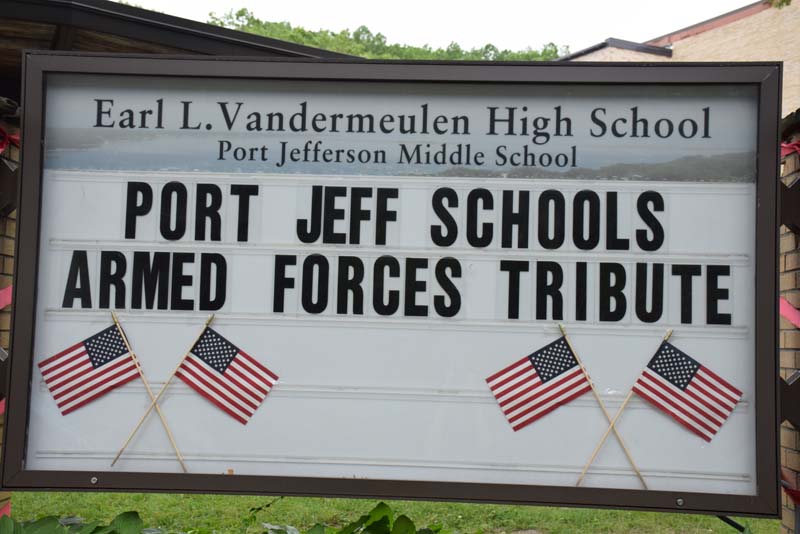 Earl L. Vandermeulen High School
Port Jefferson Middle School
PORT JEFF SCHOOLS
ARMED FORCES TRIBUTE